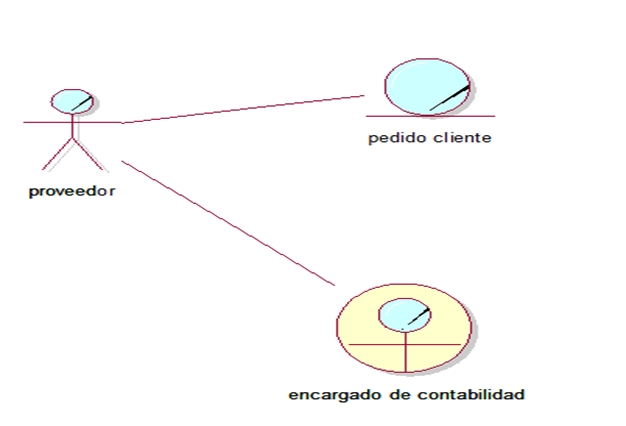 pedido cliente
proveedor
encargado de contabilidad